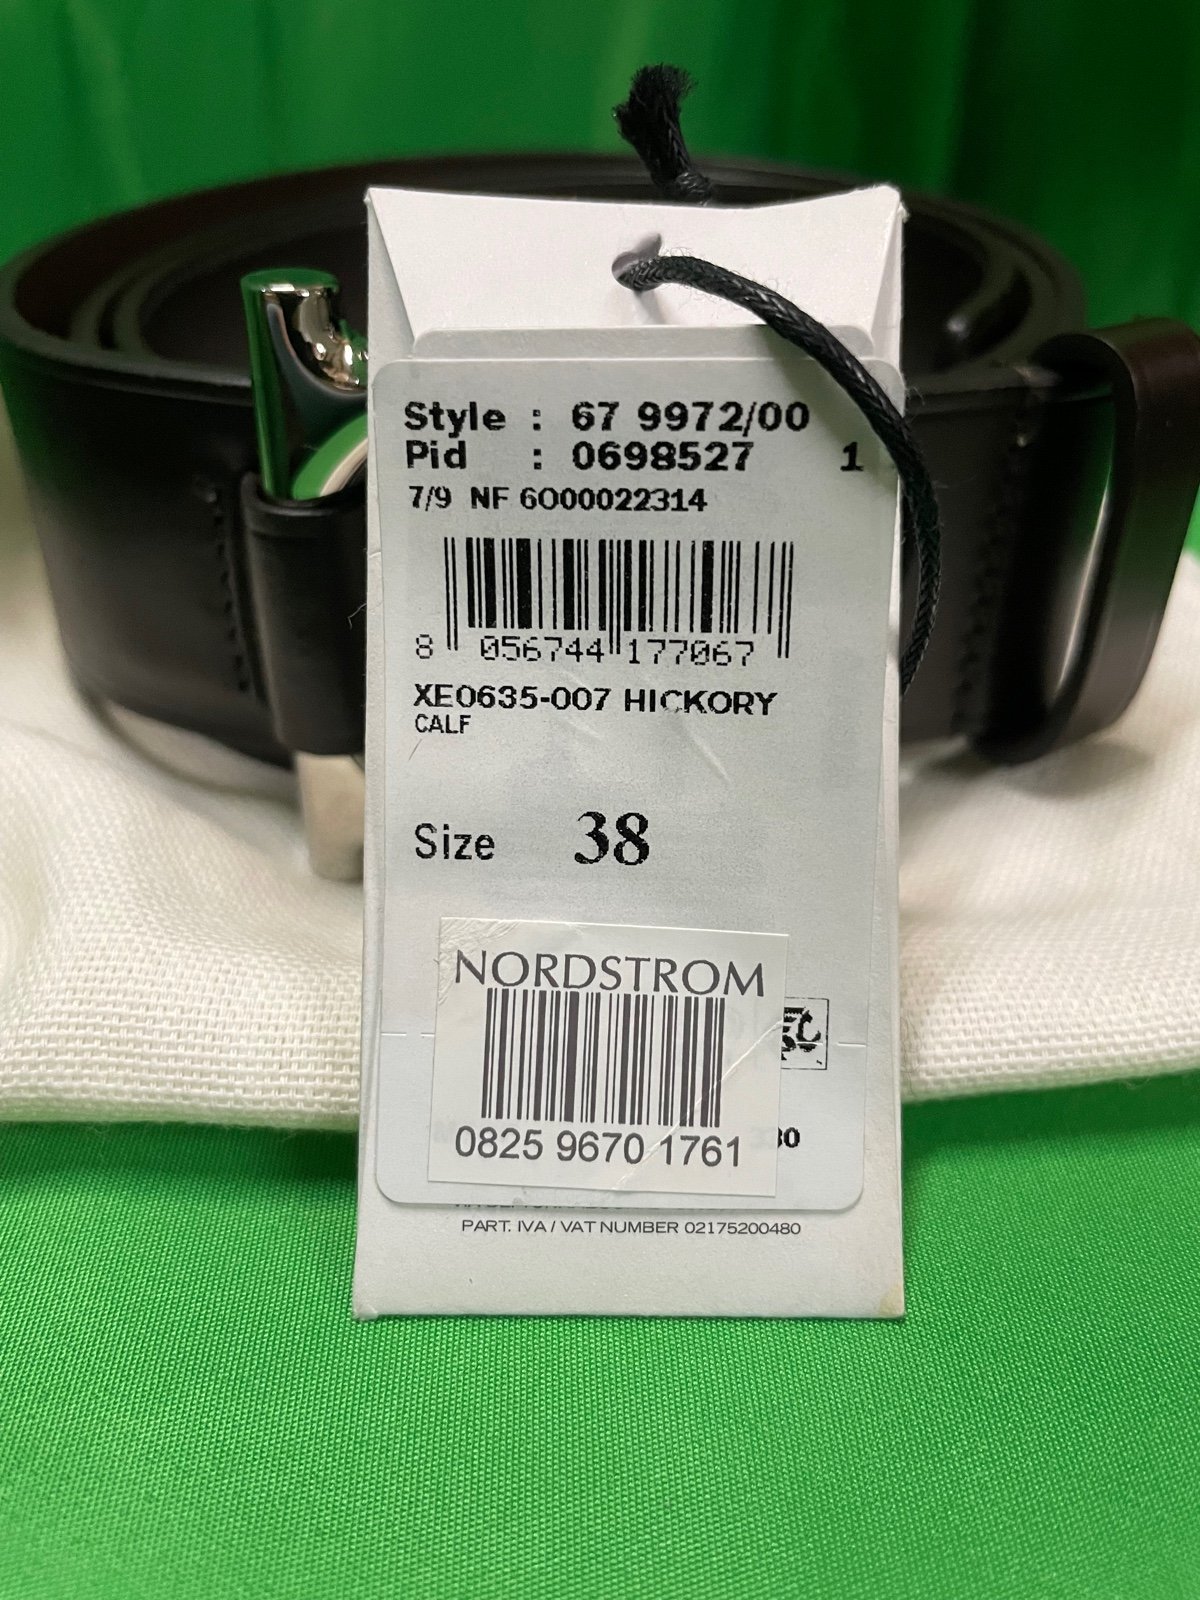 Style : 67 9972/00
Pid : 0698527 1
7/9 NF 6000022314
8 056744 177067
XE0635-007 HICKORY
CALF
Size 38
NORDSTROM
0825 9670 1761
30
PART. IVA / VAT NUMBER 02175200480